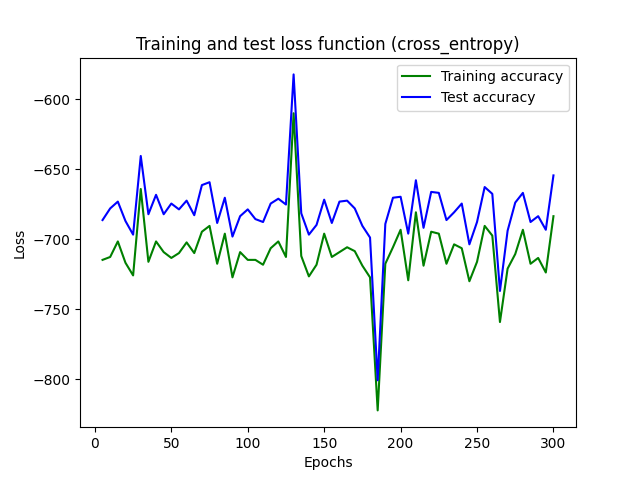 Training and test loss function (cross_entropy)
Training accuracy
Test accuracy
−600
−650
−700
−750
−800
Loss
0
50
100
150
200
250
300
Epochs